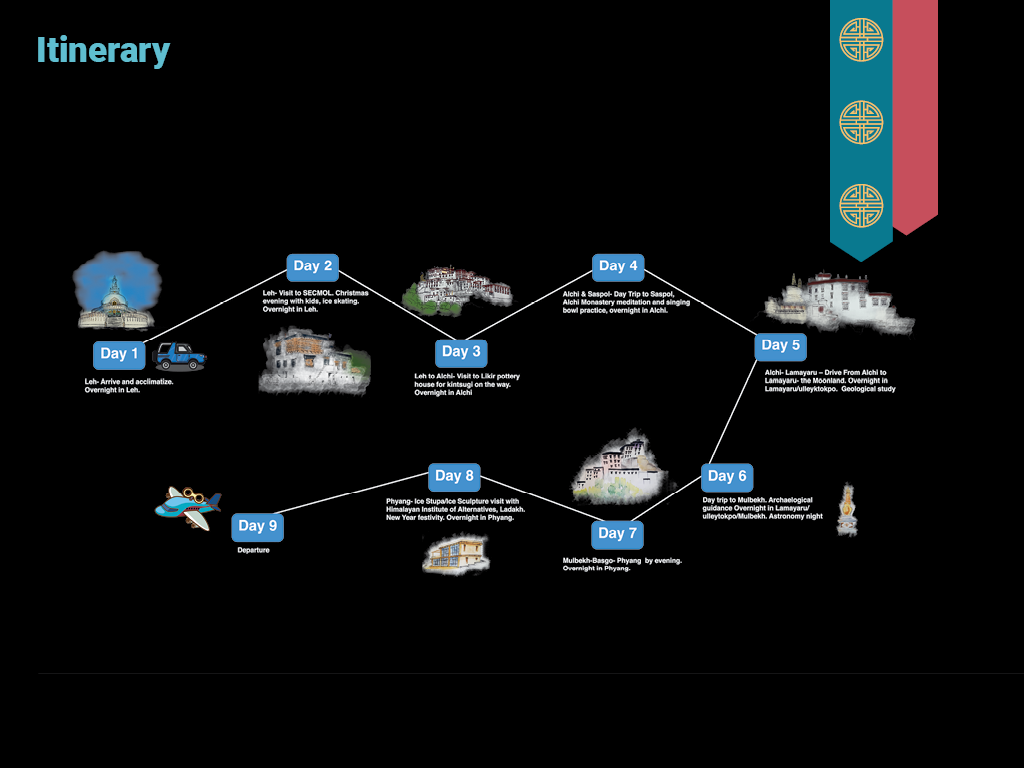 Itinerary
Day 1
Leh- Arrive and acclimatize.
Overnight in Leh.
Day 2
Leh- Visit to SECMOL. Christmas
evening with kids, ice skating.
Overnight in Leh.
Day 3
Leh to Alchi- Visit to Likir pottery
house for kintsugi on the way.
Overnight in Alchi
Day 4
Alchi & Saspol- Day Trip to Saspol,
Alchi Monastery meditation and singing
bowl practice, overnight in Alchi.
Day 5
Alchi- Lamayaru – Drive From Alchi to
Lamayaru- the Moonland. Overnight in
Lamayaru/ulleyktokpo. Geological study
Day 6
Day trip to Mulbekh. Archaelogical
guidance Overnight in Lamayaru/
ulleytokpo/Mulbekh. Astronomy night
Day 7
Mulbekh-Basgo- Phyang by evening.
Overnight in Phyang.
Day 8
Phyang- Ice Stupa/Ice Sculpture visit with
Himalayan Institute of Alternatives, Ladakh.
New Year festivity. Overnight in Phyang.
Day 9
Departure